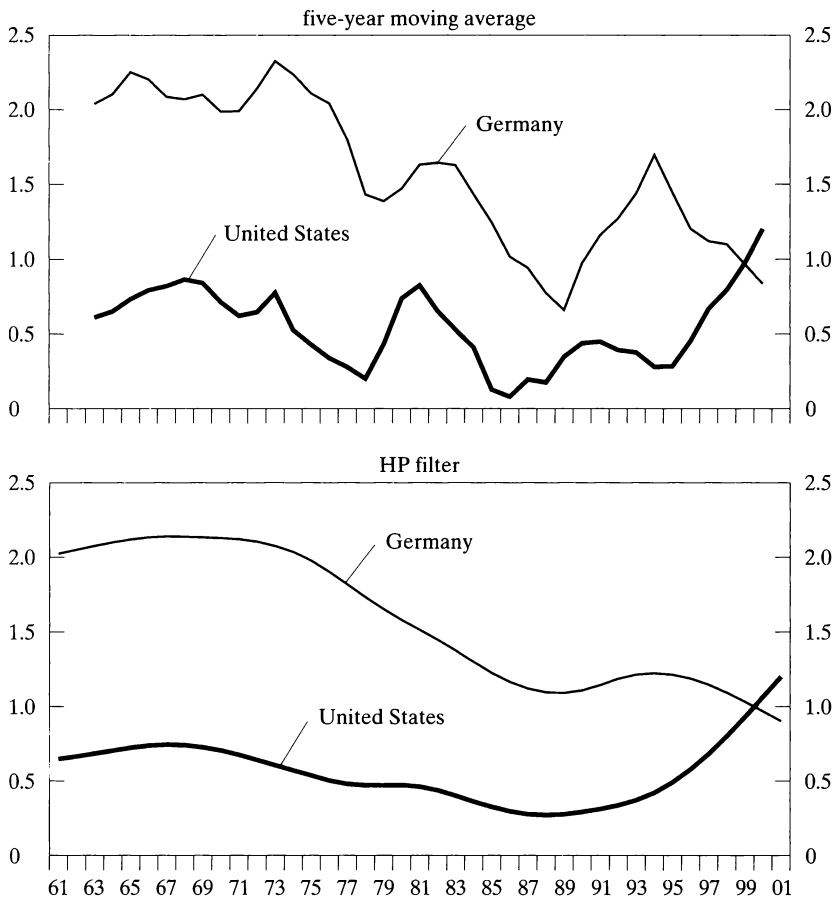 five-year moving average
2.5 2.5
2.0 2.0
Germany
1.5 1.5
United States
1.0 1.0
0.5 0.5
0 0
HP filter
2.5 2.5
Germany
2.0 2.0
1.5 1.5
United States
1.0 1.0
0.5 0.5
0 0
61 63 65 67 69 71 73 75 77 79 81 83 85 87 89 91 93 95 97 99 01